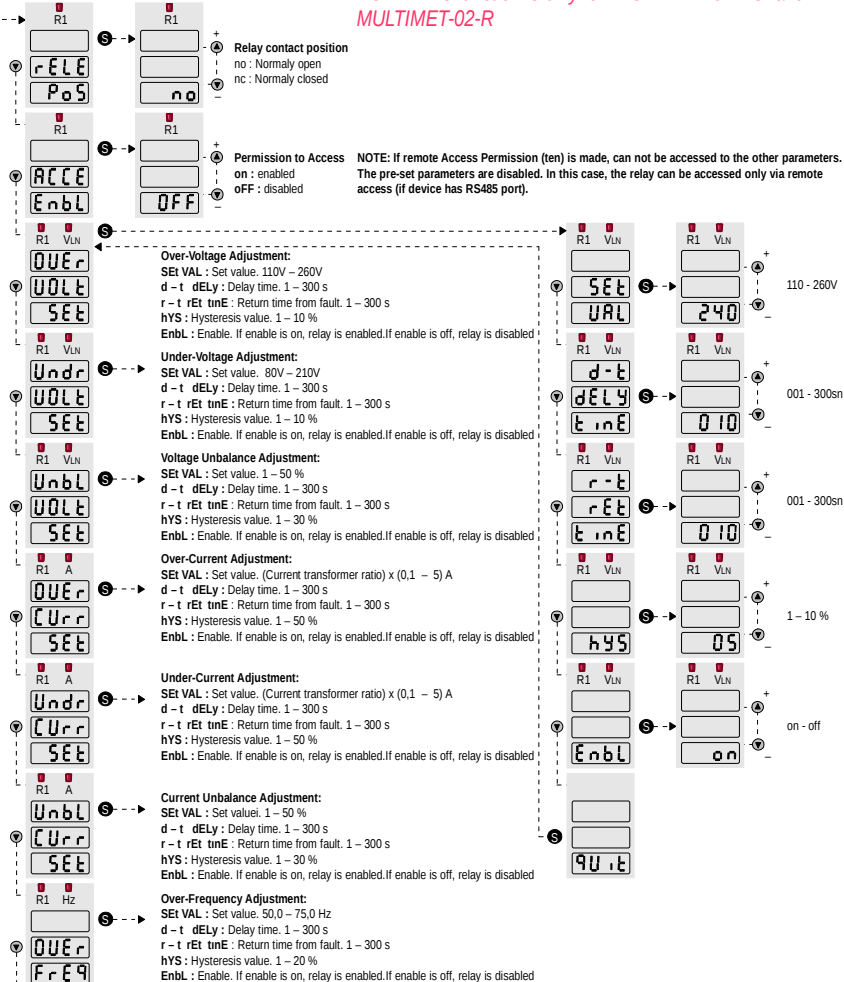 MULTIMET-02-R
R1
R1
S
rELE
PoS
no
+
–
Relay contact position
no : Normaly open
nc : Normaly closed
R1
R1
S
ACCE
EnbL
OFF
+
–
Permission to Access
on : enabled
oFF : disabled
NOTE: If remote Access Permission (ten) is made, can not be accessed to the other parameters.
The pre-set parameters are disabled. In this case, the relay can be accessed only via remote
access (if device has RS485 port).
R1 VLN
S
OUEr
UOLt
SEt
Over-Voltage Adjustment:
SEt VAL : Set value. 110V – 260V
d – t dELy : Delay time. 1 – 300 s
r – t rEt tınE : Return time from fault. 1 – 300 s
hYS : Hysteresis value. 1 – 10 %
EnbL : Enable. If enable is on, relay is enabled.If enable is off, relay is disabled
R1 VLN
Undr
S
UOLt
SEt
Under-Voltage Adjustment:
SEt VAL : Set value. 80V – 210V
d – t dELy : Delay time. 1 – 300 s
r – t rEt tınE : Return time from fault. 1 – 300 s
hYS : Hysteresis value. 1 – 10 %
EnbL : Enable. If enable is on, relay is enabled.If enable is off, relay is disabled
R1 VLN
UnbL
S
UOLt
SEt
Voltage Unbalance Adjustment:
SEt VAL : Set value. 1 – 50 %
d – t dELy : Delay time. 1 – 300 s
r – t rEt tınE : Return time from fault. 1 – 300 s
hYS : Hysteresis value. 1 – 30 %
EnbL : Enable. If enable is on, relay is enabled.If enable is off, relay is disabled
R1 A
OUEr
S
CUrr
SEt
Over-Current Adjustment:
SEt VAL : Set value. (Current transformer ratio) x (0,1 – 5) A
d – t dELy : Delay time. 1 – 300 s
r – t rEt tınE : Return time from fault. 1 – 300 s
hYS : Hysteresis value. 1 – 50 %
EnbL : Enable. If enable is on, relay is enabled.If enable is off, relay is disabled
R1 A
Undr
S
CUrr
SEt
Under-Current Adjustment:
SEt VAL : Set value. (Current transformer ratio) x (0,1 – 5) A
d – t dELy : Delay time. 1 – 300 s
r – t rEt tınE : Return time from fault. 1 – 300 s
hYS : Hysteresis value. 1 – 50 %
EnbL : Enable. If enable is on, relay is enabled.If enable is off, relay is disabled
R1 A
UnbL
S
CUrr
SEt
Current Unbalance Adjustment:
SEt VAL : Set valuei. 1 – 50 %
d – t dELy : Delay time. 1 – 300 s
r – t rEt tınE : Return time from fault. 1 – 300 s
hYS : Hysteresis value. 1 – 30 %
EnbL : Enable. If enable is on, relay is enabled.If enable is off, relay is disabled
R1 Hz
S
OUEr
FrEq
Over-Frequency Adjustment:
SEt VAL : Set value. 50,0 – 75,0 Hz
d – t dELy : Delay time. 1 – 300 s
r – t rEt tınE : Return time from fault. 1 – 300 s
hYS : Hysteresis value. 1 – 20 %
EnbL : Enable. If enable is on, relay is enabled.If enable is off, relay is disabled
R1 VLN
R1 VLN
SEt
UAL
S
240
+
–
110 - 260V
R1 VLN
R1 VLN
d-t
dELY
tınE
S
010
+
–
001 - 300sn
R1 VLN
R1 VLN
r-t
rEt
tınE
S
010
+
–
001 - 300sn
R1 VLN
R1 VLN
hYS
S
05
+
–
1 – 10 %
R1 VLN
R1 VLN
EnbL
S
on
+
–
on - off
S
qUıt